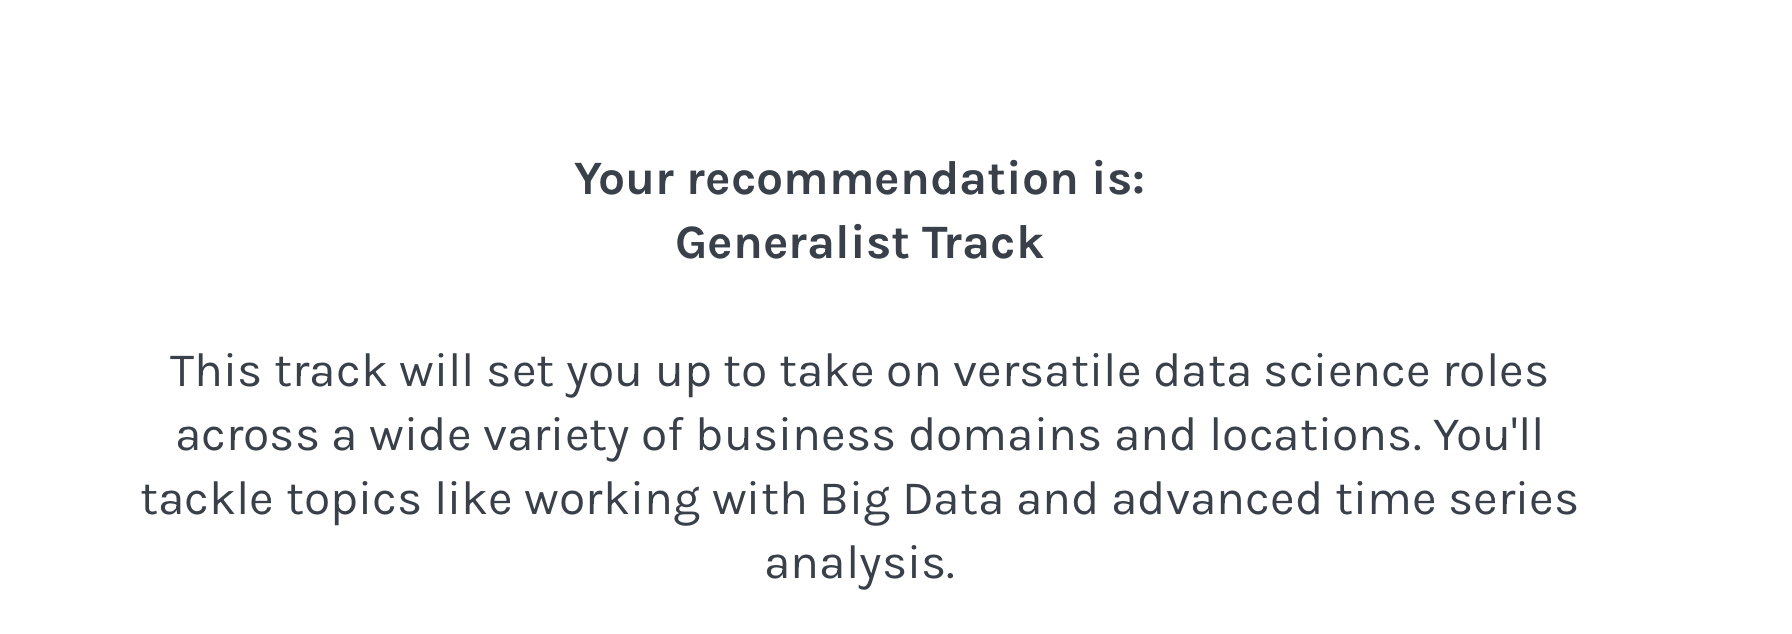 Your recommendation is:
Generalist Track
This track will set you up to take on versatile data science roles
across a wide variety of business domains and locations. You'll
tackle topics like working with Big Data and advanced time series
analysis.